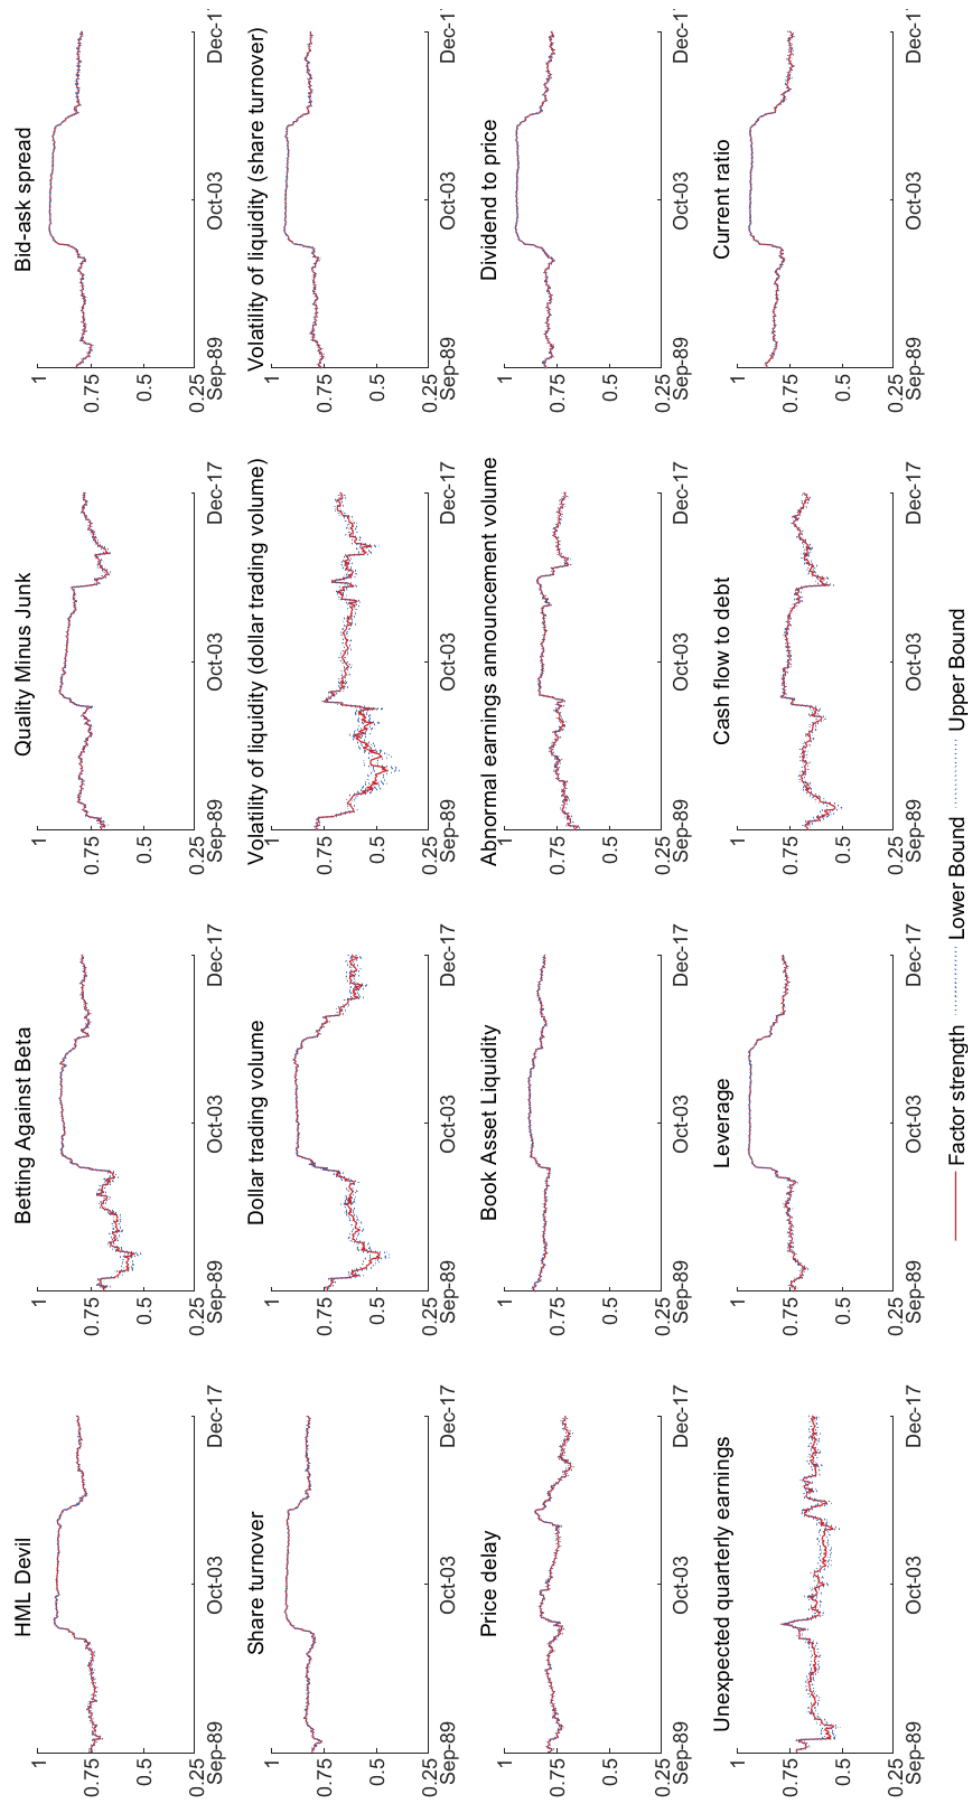 HML Devil Betting Against Beta Quality Minus Junk Bid-ask spread
1 1 1 1
0.75 0.75 0.75 0.75
0.5 0.5 0.5 0.5
0.25 0.25 0.25 0.25
Sep-89 Oct-03 Dec-17 Sep-89 Oct-03 Dec-17 Sep-89 Oct-03 Dec-17 Sep-89 Oct-03 Dec-1
Share turnover Dollar trading volume Volatility of liquidity (dollar trading volume) Volatility of liquidity (share turnover)
1 1 1 1
0.75 0.75 0.75 0.75
0.5 0.5 0.5 0.5
0.25 0.25 0.25 0.25
Sep-89 Oct-03 Dec-17 Sep-89 Oct-03 Dec-17 Sep-89 Oct-03 Dec-17 Sep-89 Oct-03 Dec-1
Price delay Book Asset Liquidity Abnormal earnings announcement volume Dividend to price
1 1 1 1
0.75 0.75 0.75 0.75
0.5 0.5 0.5 0.5
0.25 0.25 0.25 0.25
Sep-89 Oct-03 Dec-17 Sep-89 Oct-03 Dec-17 Sep-89 Oct-03 Dec-17 Sep-89 Oct-03 Dec-1
Unexpected quarterly earnings Leverage Cash flow to debt Current ratio
1 1 1 1
0.75 0.75 0.75 0.75
0.5 0.5 0.5 0.5
0.25 0.25 0.25 0.25
Sep-89 Oct-03 Dec-17 Sep-89 Oct-03 Dec-17 Sep-89 Oct-03 Dec-17 Sep-89 Oct-03 Dec-1
Factor strength Lower Bound Upper Bound